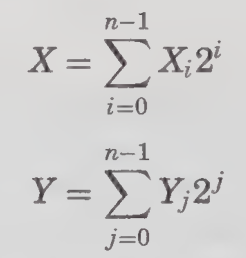 X = \sum_{i=0}^{n-1} X_i 2^i
Y = \sum_{j=0}^{n-1} Y_j 2^j